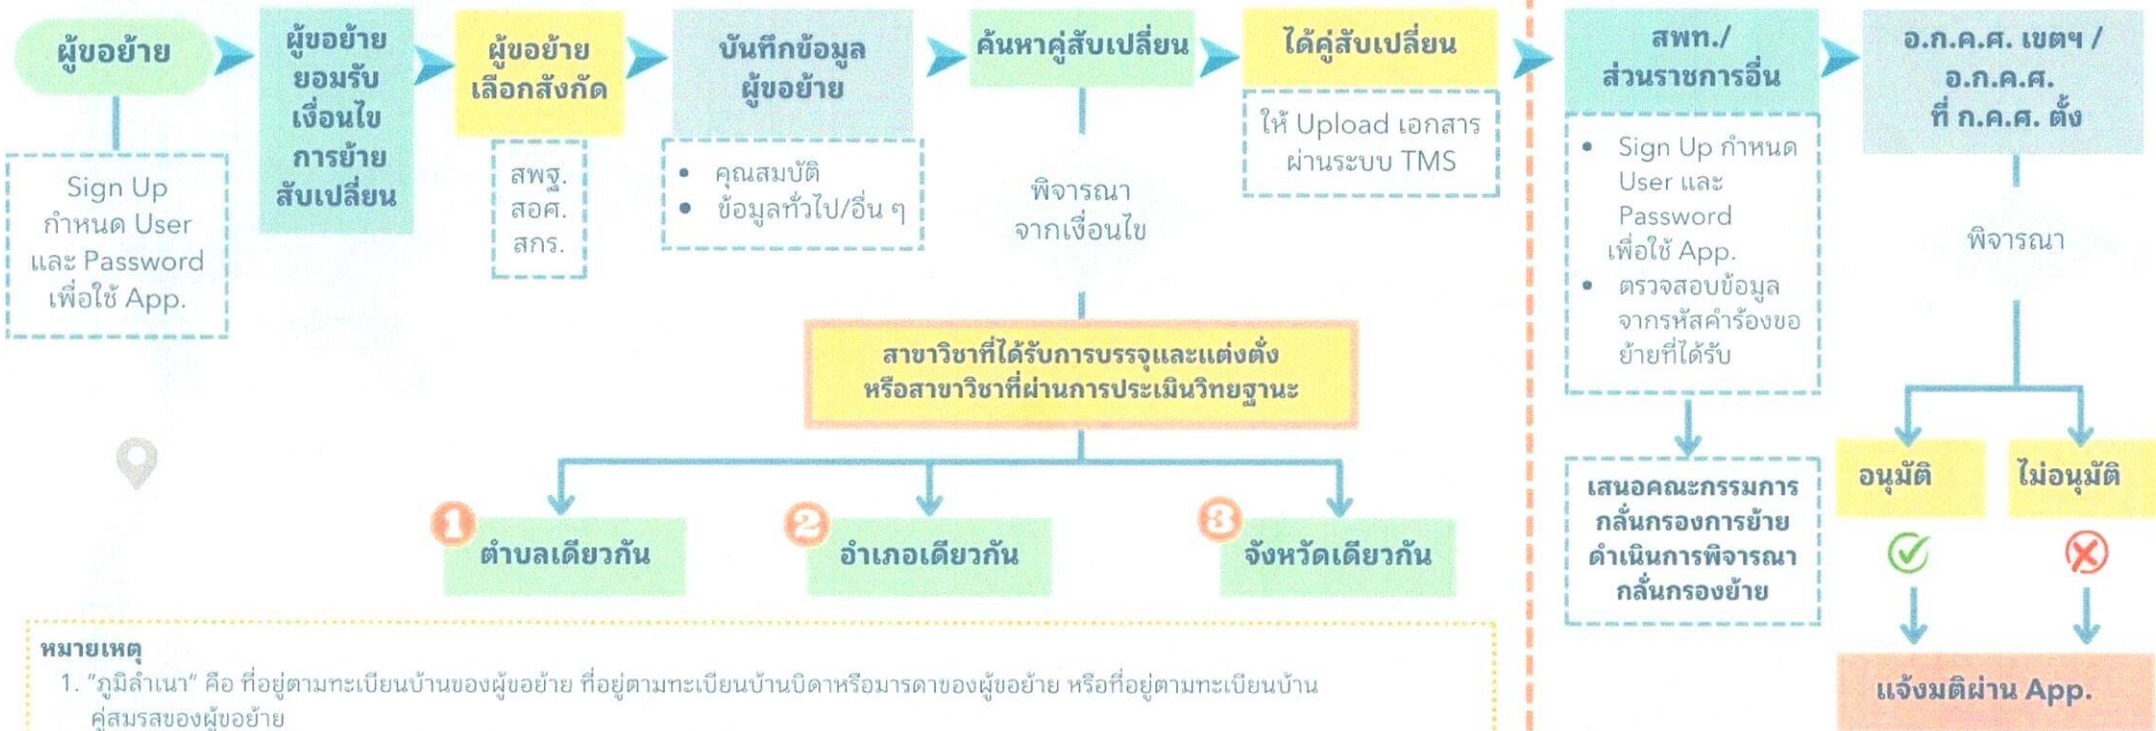 ผู้ขอย้าย
Sign Up
กำหนด User
และ Password
เพื่อใช้ App.
ผู้ขอย้าย
ยอมรับ
เงื่อนไข
การย้าย
สับเปลี่ยน
ผู้ขอย้าย
เลือกสังกัด
สพฐ.
สอศ.
สกร.
บันทึกข้อมูล
ผู้ขอย้าย
• คุณสมบัติ
• ข้อมูลทั่วไป/อื่น ๆ
ค้นหาคู่สับเปลี่ยน
พิจารณา
จากเงื่อนไข
สาขาวิชาที่ได้รับการบรรจุและแต่งตั้ง
หรือสาขาวิชาที่ผ่านการประเมินวิทยฐานะ
1
ตำบลเดียวกัน
2
อำเภอเดียวกัน
3
จังหวัดเดียวกัน
ได้คู่สับเปลี่ยน
ให้ Upload เอกสาร
ผ่านระบบ TMS
สพท./
ส่วนราชการอื่น
• Sign Up กำหนด
User และ
Password
เพื่อใช้ App.
• ตรวจสอบข้อมูล
จากรหัสคำร้องขอ
ย้ายที่ได้รับ
เสนอคณะกรรมการ
กลั่นกรองการย้าย
ดำเนินการพิจารณา
กลั่นกรองย้าย
อ.ก.ค.ศ. เขตฯ /
อ.ก.ค.ศ.
ที่ ก.ค.ศ. ตั้ง
พิจารณา
อนุมัติ
ไม่อนุมัติ
แจ้งมติผ่าน App.
หมายเหตุ
1. "ภูมิลำเนา" คือ ที่อยู่ตามทะเบียนบ้านของผู้ขอย้าย ที่อยู่ตามทะเบียนบ้านบิดาหรือมารดาของผู้ขอย้าย หรือที่อยู่ตามทะเบียนบ้าน
คู่สมรสของผู้ขอย้าย